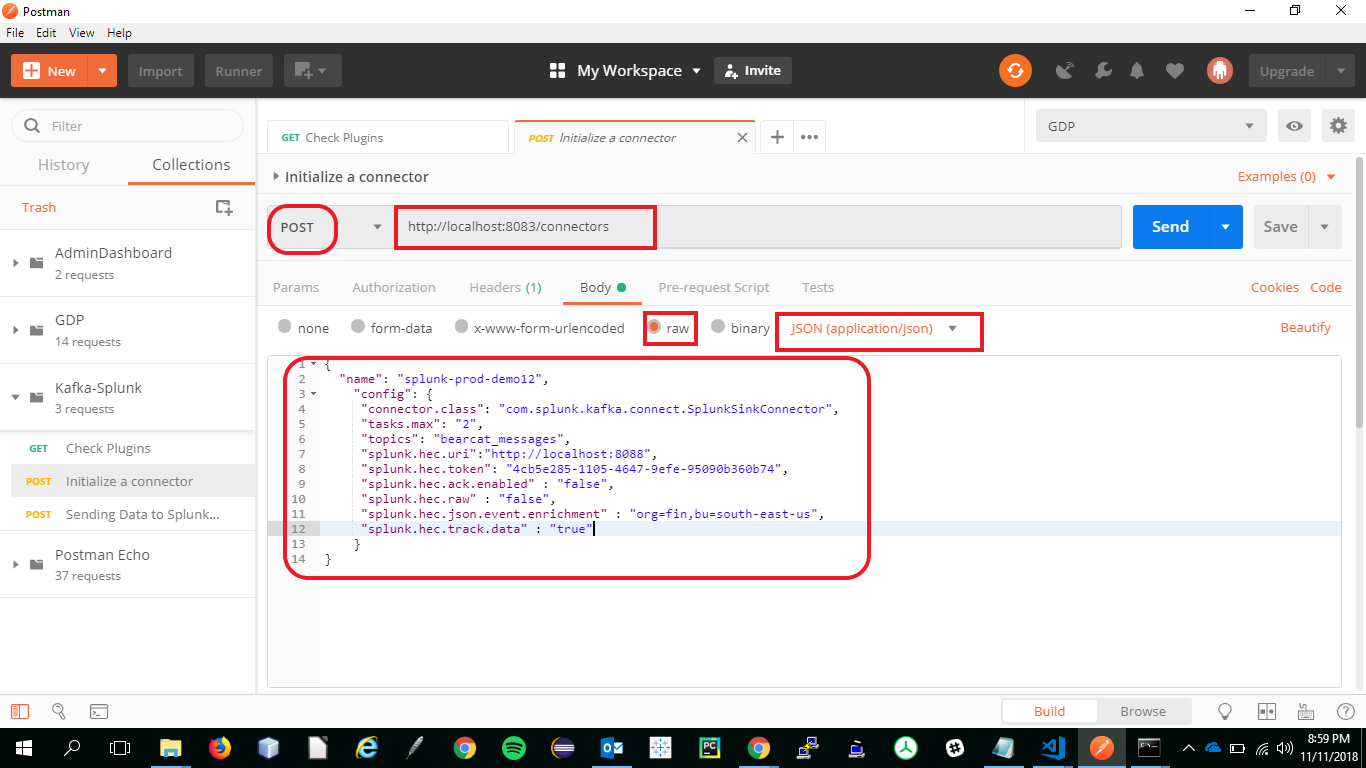 Postman
File Edit View Help
New Import Runner My Workspace Invite Upgrade
Filter
History Collections
Trash
AdminDashboard
2 requests
GDP
14 requests
Kafka-Splunk
3 requests
GET Check Plugins
POST Initialize a connector
POST Sending Data to Splunk...
Postman Echo
37 requests
GET Check Plugins POST Initialize a connector GDP
Initialize a connector Examples (0)
POST http://localhost:8083/connectors Send Save
Params Authorization Headers (1) Body Pre-request Script Tests Cookies Code
none form-data x-www-form-urlencoded raw binary JSON (application/json) Beautify
1 {
2 "name": "splunk-prod-demo12",
3 "config": {
4 "connector.class": "com.splunk.kafka.connect.SplunkSinkConnector",
5 "tasks.max": "2",
6 "topics": "bearcat_messages",
7 "splunk.hec.uri":"http://localhost:8088",
8 "splunk.hec.token": "4cb5e285-1105-4647-9efe-95090b360b74",
9 "splunk.hec.ack.enabled" : "false",
10 "splunk.hec.raw" : "false",
11 "splunk.hec.json.event.enrichment" : "org=fin,bu=south-east-us",
12 "splunk.hec.track.data" : "true"
13 }
14 }
Build Browse
8:59 PM
11/11/2018